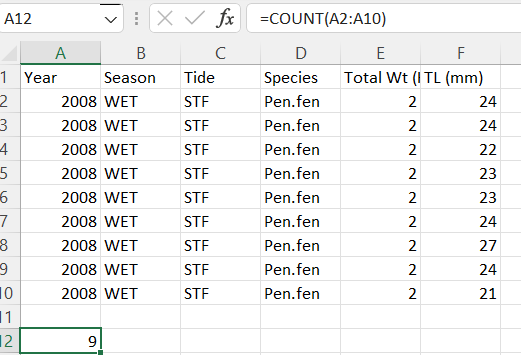 A12 fx =COUNT(A2:A10)
A B C D E F
1 Year Season Tide Species Total Wt ( TL (mm)
2 2008 WET STF Pen.fen 2 24
3 2008 WET STF Pen.fen 2 24
4 2008 WET STF Pen.fen 2 22
5 2008 WET STF Pen.fen 2 23
6 2008 WET STF Pen.fen 2 23
7 2008 WET STF Pen.fen 2 24
8 2008 WET STF Pen.fen 2 27
9 2008 WET STF Pen.fen 2 24
10 2008 WET STF Pen.fen 2 21
11
12 9